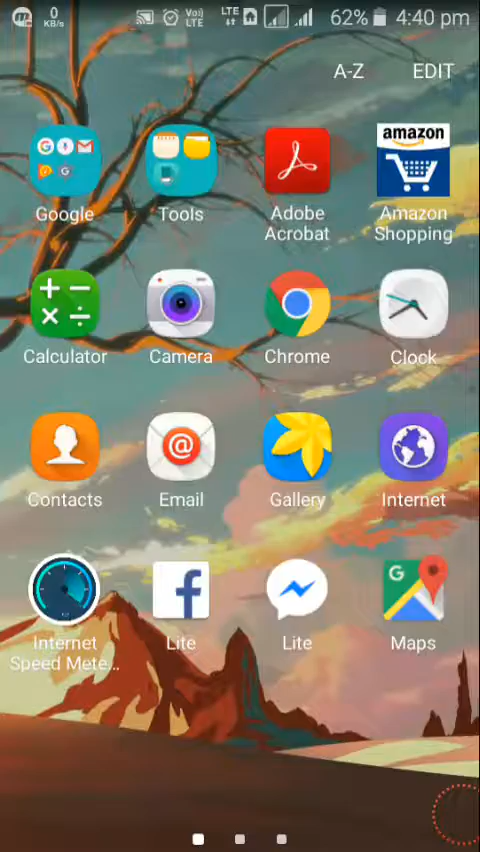 0
KB/s
Vol)
LTE
LTE
62%
4:40 pm
A-Z
EDIT
amazon
Google
Tools
Adobe
Acrobat
Amazon
Shopping
Calculator
Camera
Chrome
Clock
Contacts
Email
Gallery
Internet
G
Internet
Speed Mete...
Lite
Lite
Maps